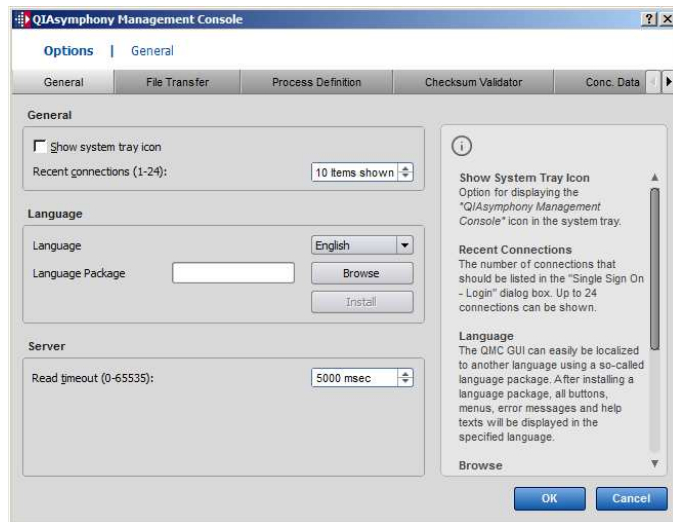 QIAsymphony Management Console
Options | General
General
File Transfer
Process Definition
Checksum Validator
Conc. Data
General
Show system tray icon
Recent connections (1-24):
10 Items shown
Language
Language
English
Language Package
Browse
Install
Server
Read timeout (0-65535):
5000 msec
Show System Tray Icon
Option for displaying the
"QIAsymphony Management
Console" icon in the system tray.
Recent Connections
The number of connections that
should be listed in the "Single Sign On
- Login" dialog box. Up to 24
connections can be shown.
Language
The QMC GUI can easily be localized
to another language using a so-called
language package. After installing a
language package, all buttons,
menus, error messages and help
texts will be displayed in the
specified language.
Browse
OK
Cancel